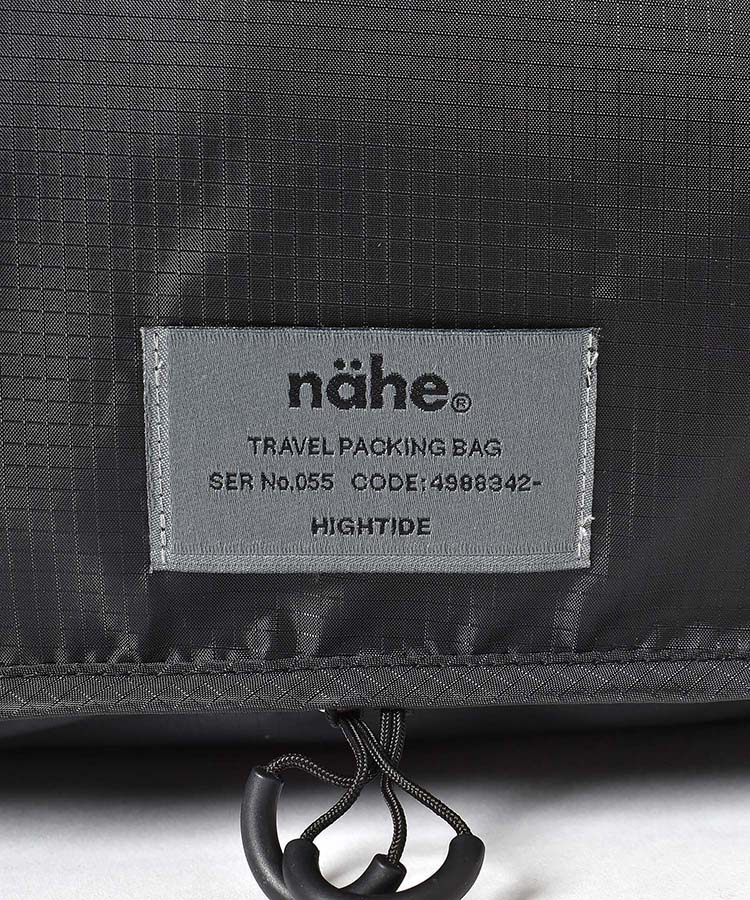 nähe®
TRAVEL PACKING BAG
SER No.055 CODE:4988342-
HIGHTIDE